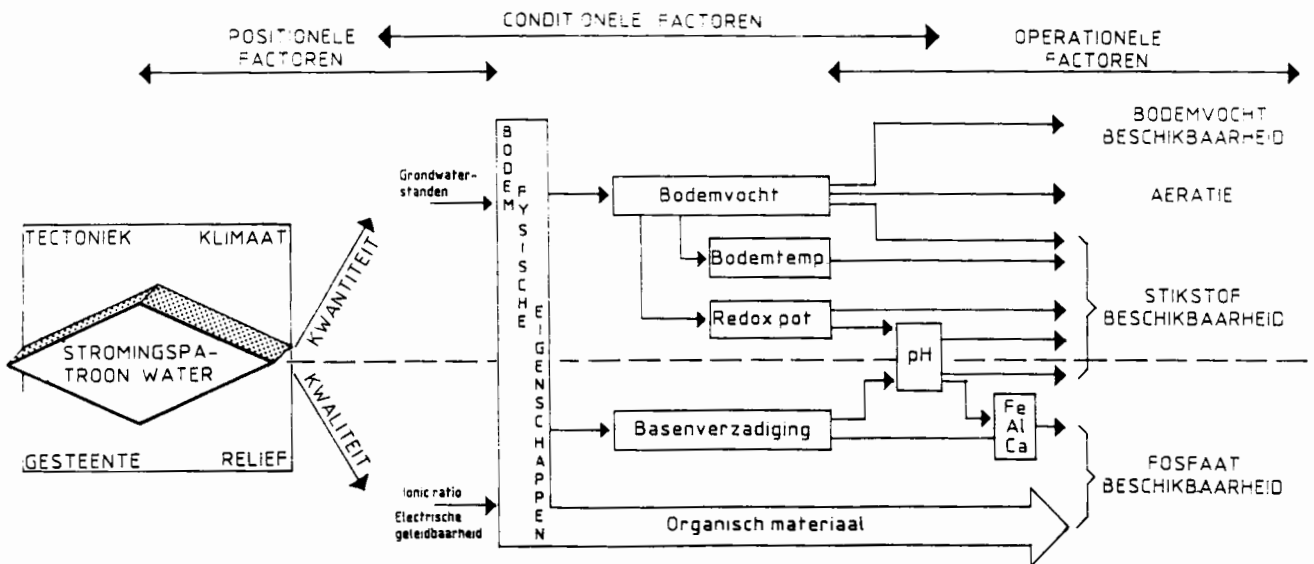 CONDITIONELE FACTOREN
POSITIONELE
FACTOREN
OPERATIONELE
FACTOREN
BODEMVOCHT
BESCHIKBAARHEID
AERATIE
STIKSTOF
BESCHIKBAARHEID
FOSFAAT
BESCHIKBAARHEID
TECTONIEK KLIMAAT
STROMINGSPA-
TROON WATER
GESTEENTE RELIEF
KWANTITEIT
KWALITEIT
Grondwater-
standen
Ionic ratio
Electrische
geleidbaarheid
BODEM
FYSISCHE
EIGENSCHAPPEN
Bodemvocht
Bodemtemp
Redox pot
pH
Basenverzadiging
Fe
Al
Ca
Organisch materiaal